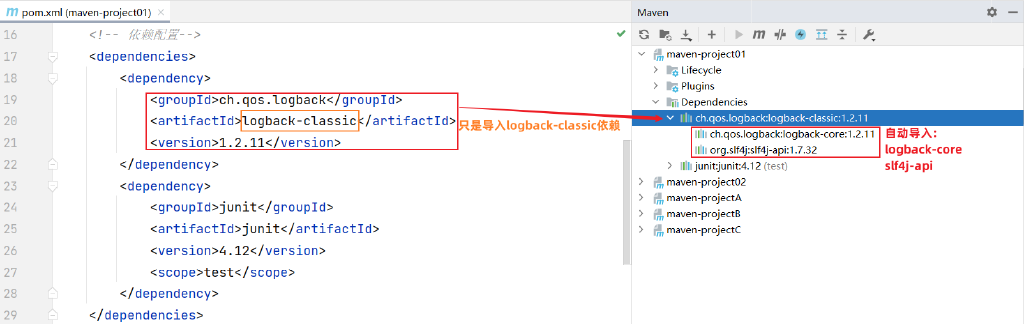 pom.xml (maven-project01)
16 <!-- 依赖配置-->
17 <dependencies>
18 <dependency>
19 <groupId>ch.qos.logback</groupId>
20 <artifactId>logback-classic</artifactId>
只是导入logback-classic依赖
21 <version>1.2.11</version>
22 </dependency>
23 <dependency>
24 <groupId>junit</groupId>
25 <artifactId>junit</artifactId>
26 <version>4.12</version>
27 <scope>test</scope>
28 </dependency>
29 </dependencies>
Maven
maven-project01
Lifecycle
Plugins
Dependencies
ch.qos.logback:logback-classic:1.2.11
ch.qos.logback:logback-core:1.2.11
org.slf4j:slf4j-api:1.7.32
自动导入：
logback-core
slf4j-api
junit:junit:4.12 (test)
maven-project02
maven-projectA
maven-projectB
maven-projectC